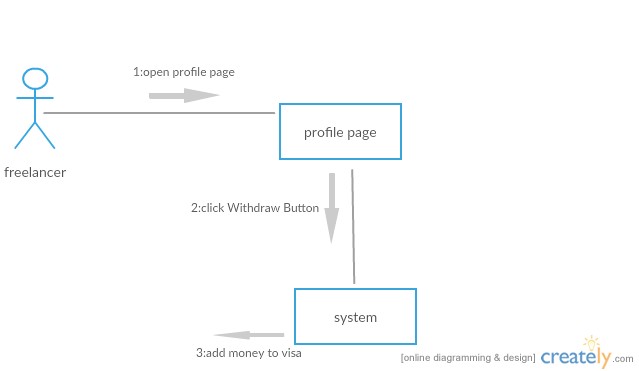 1:open profile page
profile page
freelancer
2:click Withdraw Button
system
3:add money to visa
[online diagramming & design] creately.com